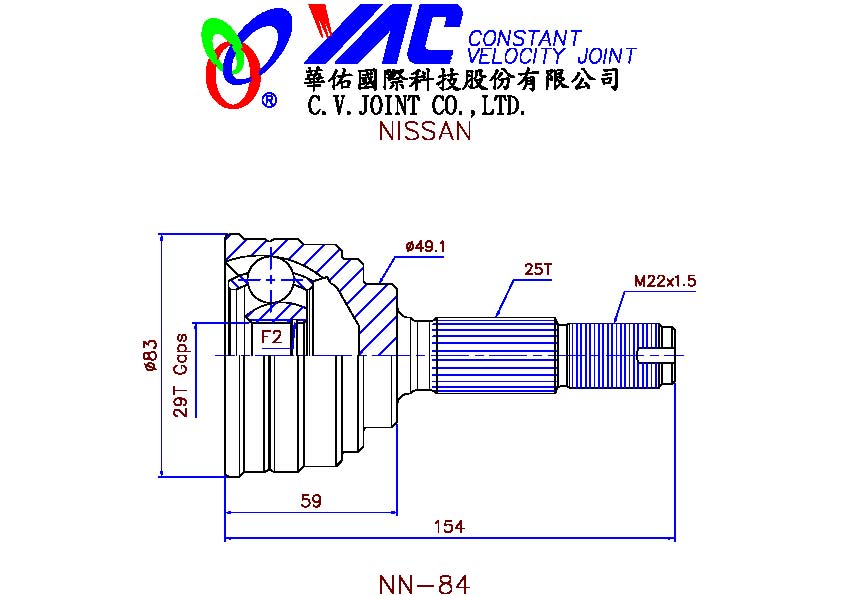 YAC CONSTANT
VELOCITY JOINT
®
華佑國際科技股份有限公司
C.V.JOINT CO.,LTD.
NISSAN
ø49.1
25T
M22x1.5
F2
ø83
29T Gaps
59
154
NN-84